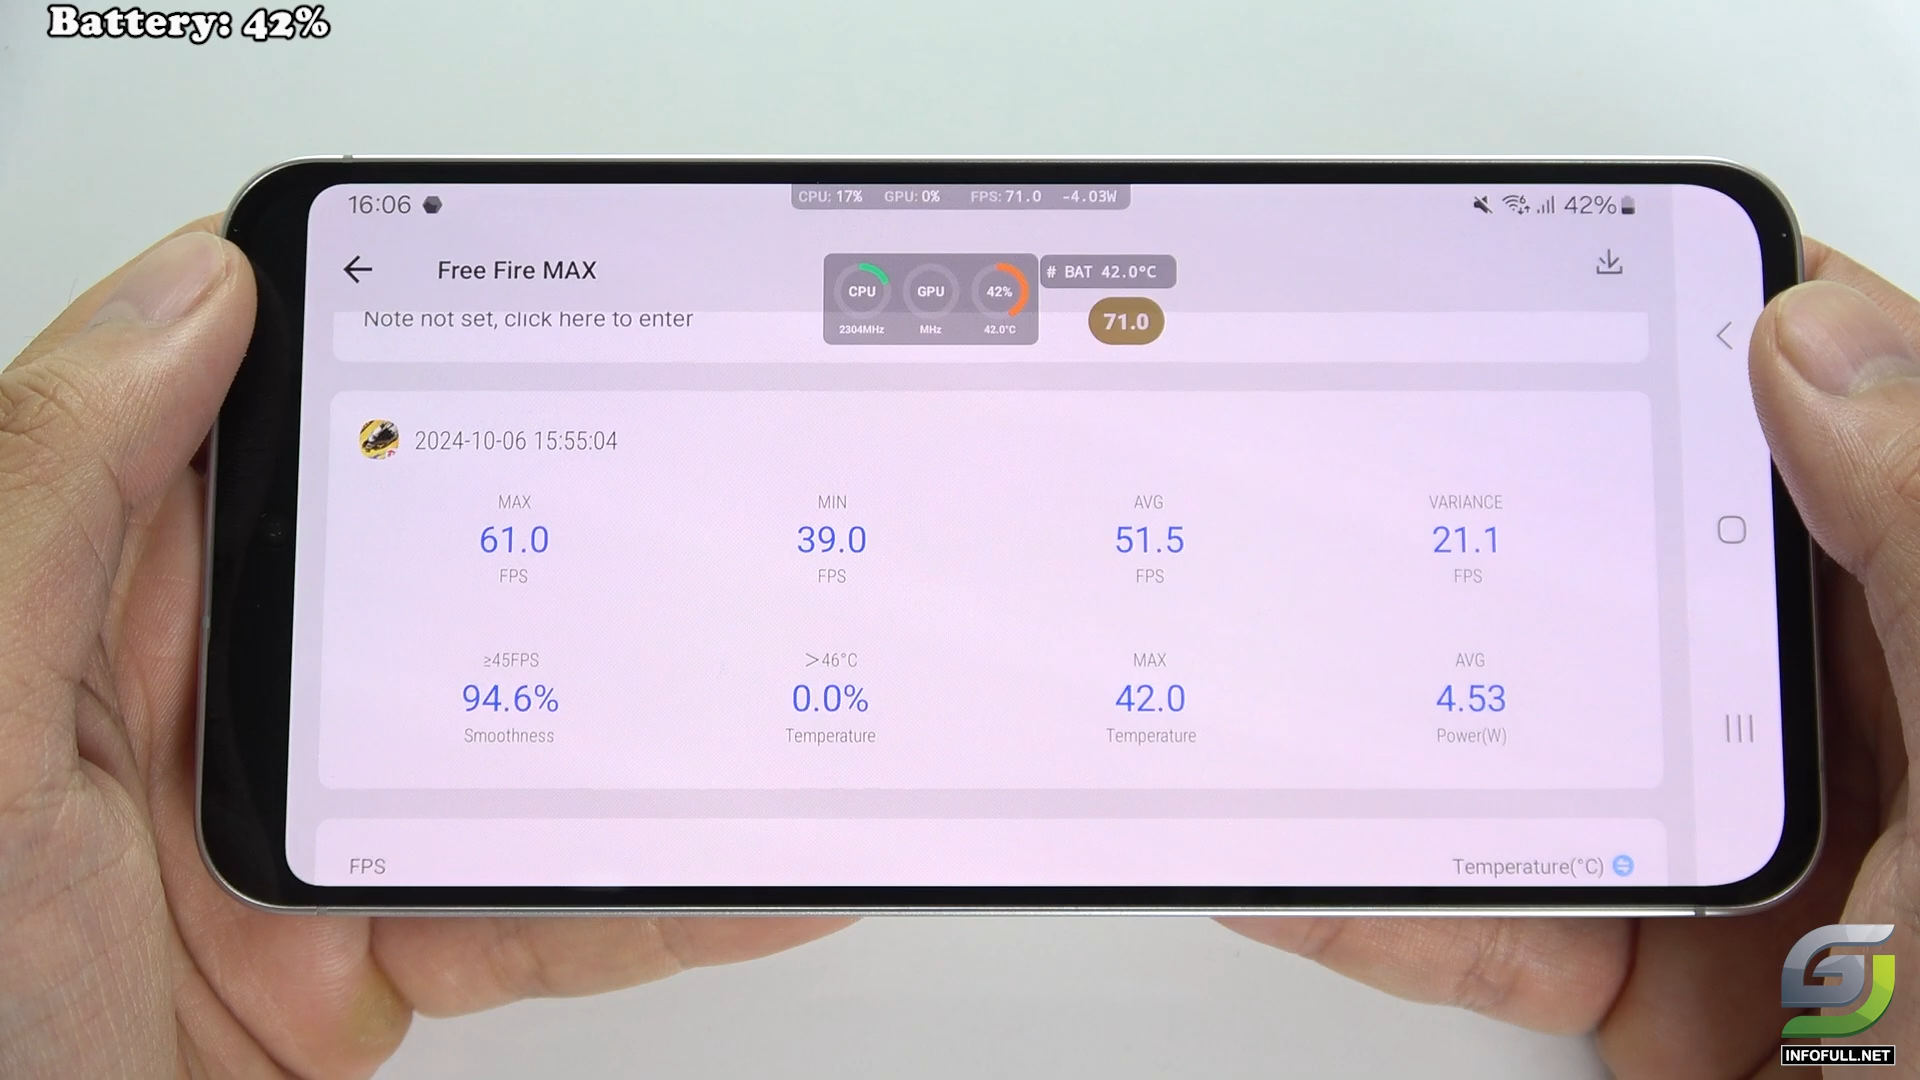 Battery: 42%
16:06
CPU: 17% GPU: 0% FPS: 71.0 -4.03W
42%
Free Fire MAX
CPU GPU 42%
2304MHz MHz 42.0°C
# BAT 42.0°C
71.0
Note not set, click here to enter
2024-10-06 15:55:04
MAX MIN AVG VARIANCE
61.0 39.0 51.5 21.1
FPS FPS FPS FPS
≥45FPS >46°C MAX AVG
94.6% 0.0% 42.0 4.53
Smoothness Temperature Temperature Power(W)
FPS Temperature(°C)
INFOFULL.NET